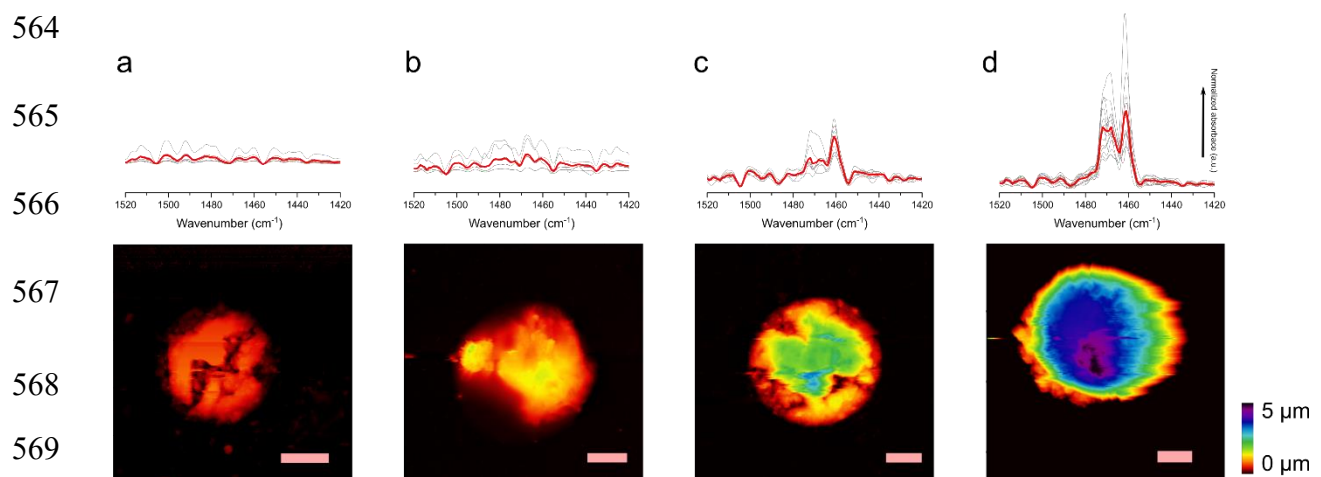 564
a
b
c
d
Normalized absorbance (a.u.)
565
1520 1500 1480 1460 1440 1420
1520 1500 1480 1460 1440 1420
1520 1500 1480 1460 1440 1420
1520 1500 1480 1460 1440 1420
566
Wavenumber (cm⁻¹)
Wavenumber (cm⁻¹)
Wavenumber (cm⁻¹)
Wavenumber (cm⁻¹)
567
568
569
5 µm
0 µm